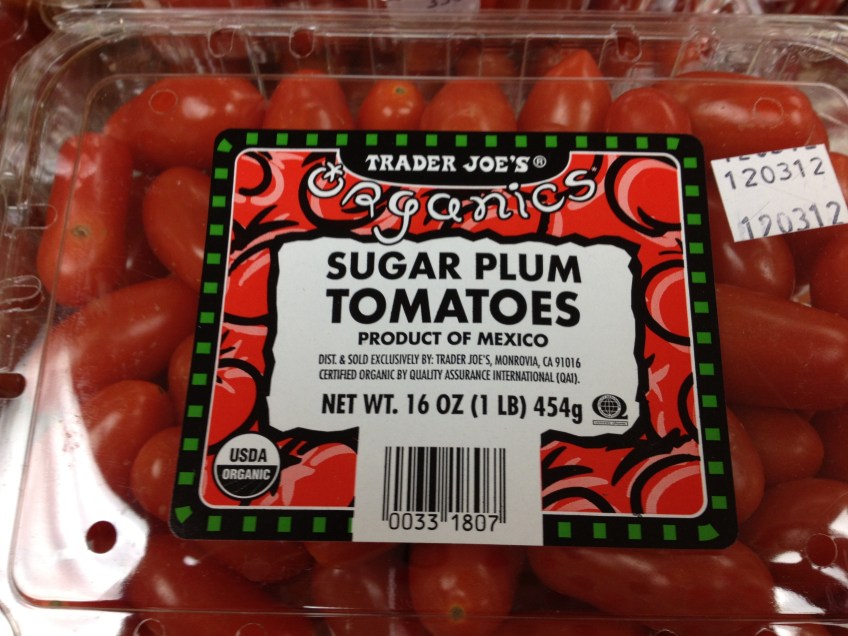 TRADER JOE'S®
Organics
SUGAR PLUM
TOMATOES
PRODUCT OF MEXICO
DIST. & SOLD EXCLUSIVELY BY: TRADER JOE'S, MONROVIA, CA 91016
CERTIFIED ORGANIC BY QUALITY ASSURANCE INTERNATIONAL (QAI).
NET WT. 16 OZ (1 LB) 454g
USDA
ORGANIC
0033 1807
120312
120312